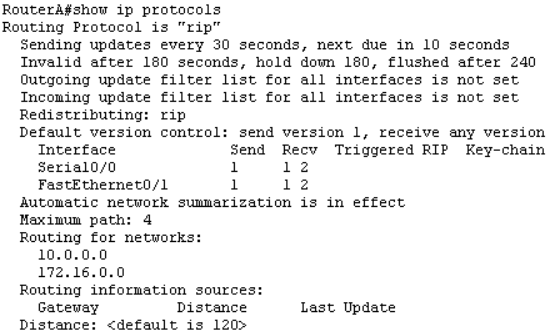 RouterA#show ip protocols
Routing Protocol is "rip"
Sending updates every 30 seconds, next due in 10 seconds
Invalid after 180 seconds, hold down 180, flushed after 240
Outgoing update filter list for all interfaces is not set
Incoming update filter list for all interfaces is not set
Redistributing: rip
Default version control: send version 1, receive any version
Interface Send Recv Triggered RIP Key-chain
Serial0/0 1 1 2
FastEthernet0/1 1 1 2
Automatic network summarization is in effect
Maximum path: 4
Routing for networks:
10.0.0.0
172.16.0.0
Routing information sources:
Gateway Distance Last Update
Distance: <default is 120>